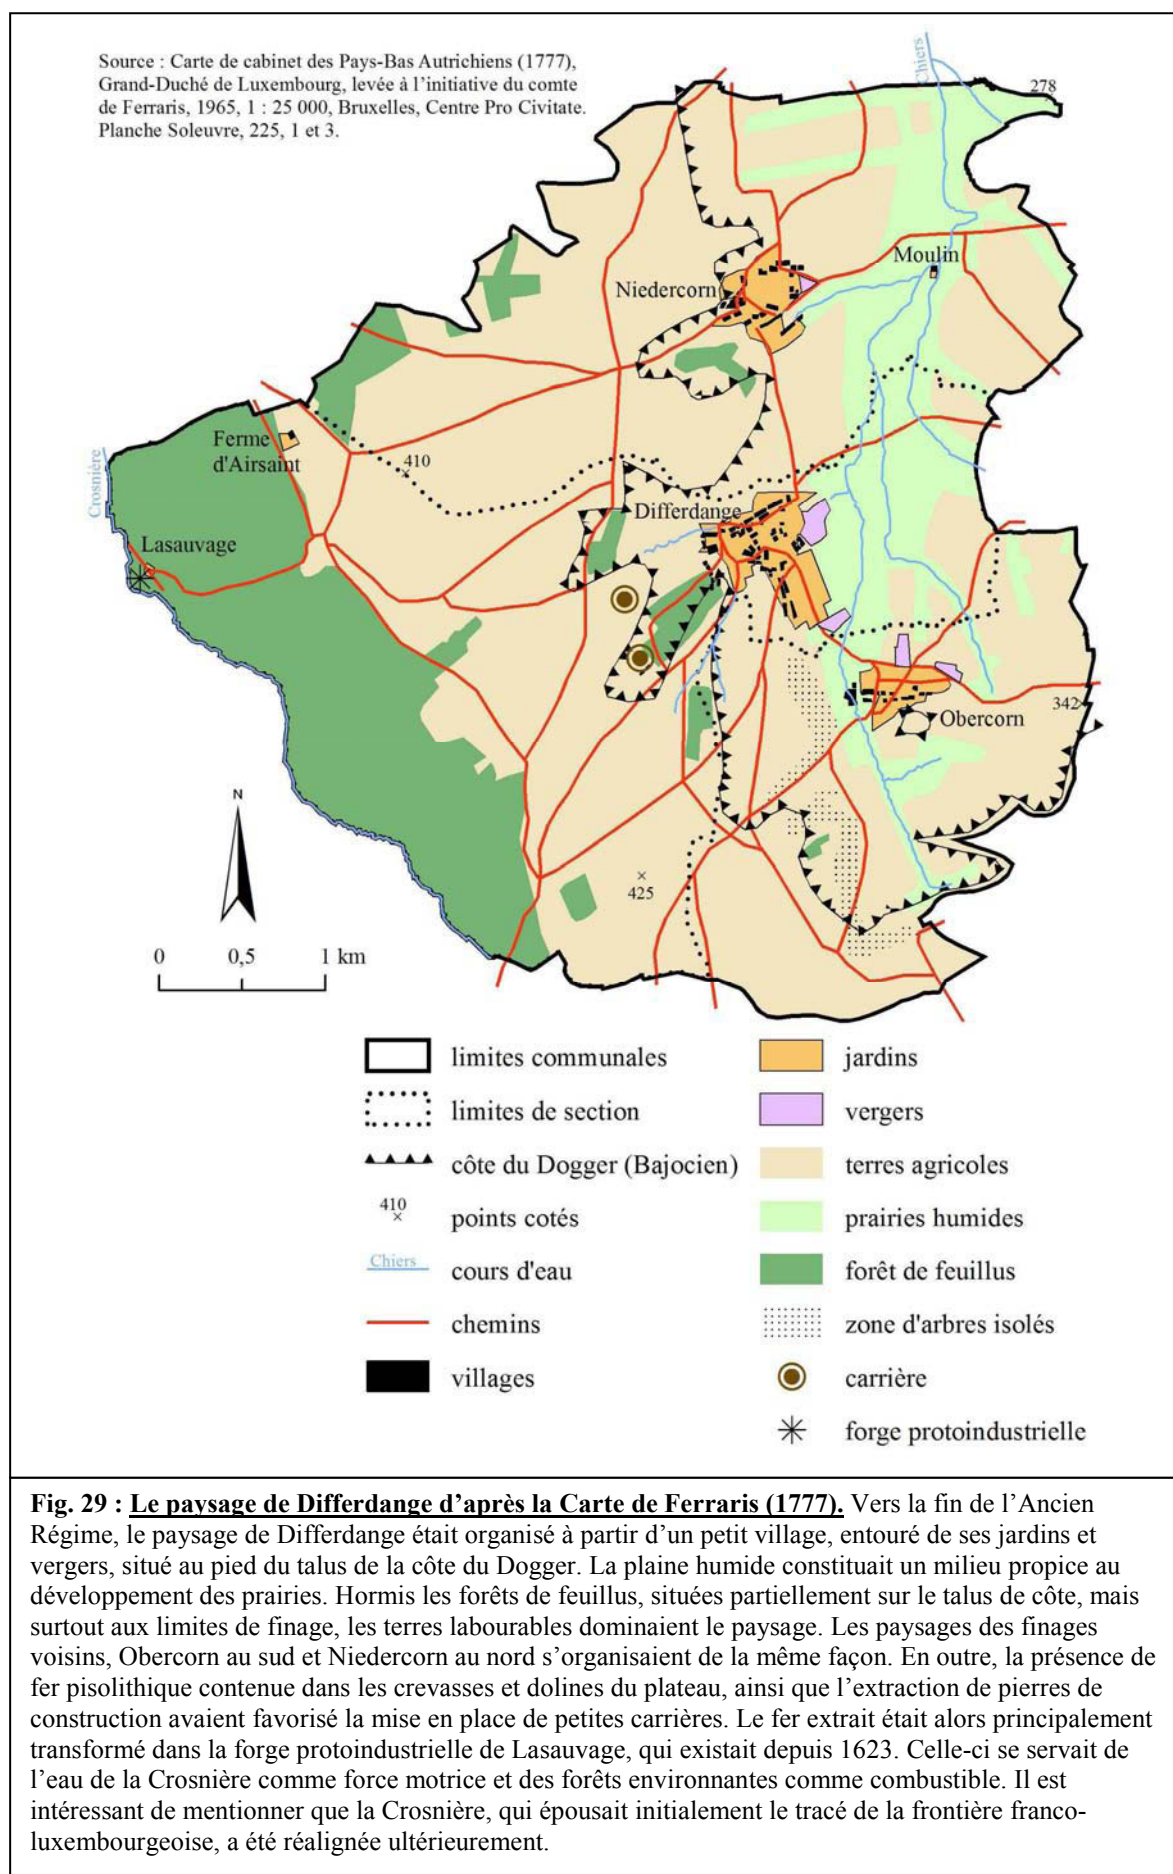 Source : Carte de cabinet des Pays-Bas Autrichiens (1777),
Grand-Duché de Luxembourg, levée à l'initiative du comte
de Ferraris, 1965, 1 : 25 000, Bruxelles, Centre Pro Civitate.
Planche Soleuvre, 225, 1 et 3.
Chiers
278
Moulin
Niedercorn
Ferme
d'Airsaint
410
Crosnière
Differdange
Lasauvage
342
Obercorn
N
425
0
0,5
1 km
limites communales
jardins
limites de section
vergers
côte du Dogger (Bajocien)
terres agricoles
410
points cotés
prairies humides
Chiers
cours d'eau
forêt de feuillus
chemins
zone d'arbres isolés
villages
carrière
forge protoindustrielle
Fig. 29 : Le paysage de Differdange d'après la Carte de Ferraris (1777). Vers la fin de l'Ancien
Régime, le paysage de Differdange était organisé à partir d'un petit village, entouré de ses jardins et
vergers, situé au pied du talus de la côte du Dogger. La plaine humide constituait un milieu propice au
développement des prairies. Hormis les forêts de feuillus, situées partiellement sur le talus de côte, mais
surtout aux limites de finage, les terres labourables dominaient le paysage. Les paysages des finages
voisins, Obercorn au sud et Niedercorn au nord s'organisaient de la même façon. En outre, la présence de
fer pisolithique contenue dans les crevasses et dolines du plateau, ainsi que l'extraction de pierres de
construction avaient favorisé la mise en place de petites carrières. Le fer extrait était alors principalement
transformé dans la forge protoindustrielle de Lasauvage, qui existait depuis 1623. Celle-ci se servait de
l'eau de la Crosnière comme force motrice et des forêts environnantes comme combustible. Il est
intéressant de mentionner que la Crosnière, qui épousait initialement le tracé de la frontière franco-
luxembourgeoise, a été réalignée ultérieurement.